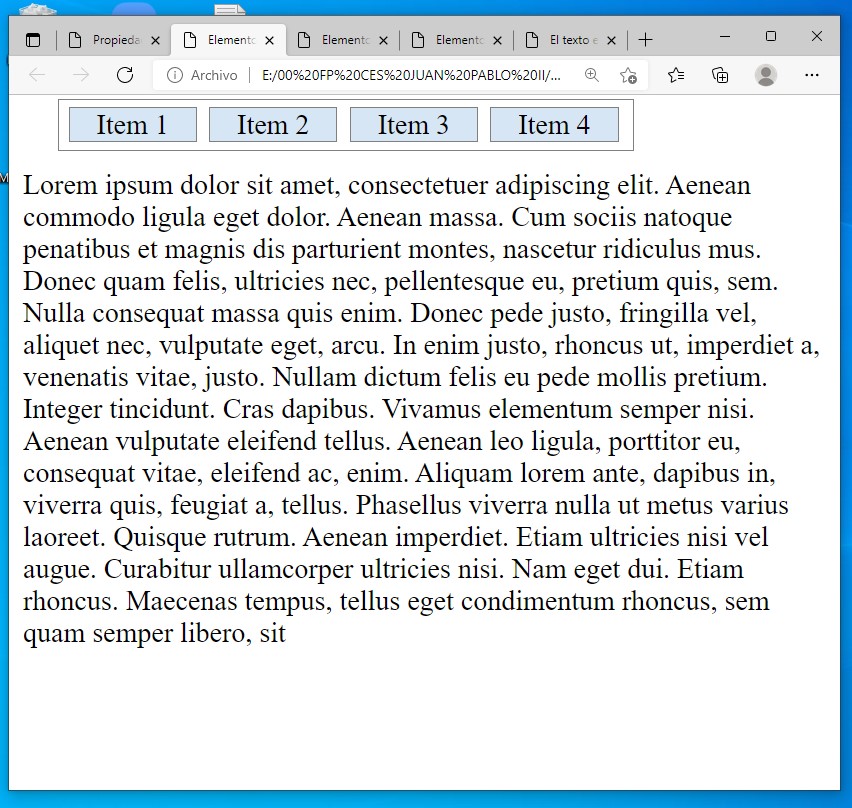 Propieda
Elemento
Elemento
Elemento
El texto e
Archivo
E:/00%20FP%20CES%20JUAN%20PABLO%20II/...
Item 1 Item 2 Item 3 Item 4
Lorem ipsum dolor sit amet, consectetuer adipiscing elit. Aenean
commodo ligula eget dolor. Aenean massa. Cum sociis natoque
penatibus et magnis dis parturient montes, nascetur ridiculus mus.
Donec quam felis, ultricies nec, pellentesque eu, pretium quis, sem.
Nulla consequat massa quis enim. Donec pede justo, fringilla vel,
aliquet nec, vulputate eget, arcu. In enim justo, rhoncus ut, imperdiet a,
venenatis vitae, justo. Nullam dictum felis eu pede mollis pretium.
Integer tincidunt. Cras dapibus. Vivamus elementum semper nisi.
Aenean vulputate eleifend tellus. Aenean leo ligula, porttitor eu,
consequat vitae, eleifend ac, enim. Aliquam lorem ante, dapibus in,
viverra quis, feugiat a, tellus. Phasellus viverra nulla ut metus varius
laoreet. Quisque rutrum. Aenean imperdiet. Etiam ultricies nisi vel
augue. Curabitur ullamcorper ultricies nisi. Nam eget dui. Etiam
rhoncus. Maecenas tempus, tellus eget condimentum rhoncus, sem
quam semper libero, sit